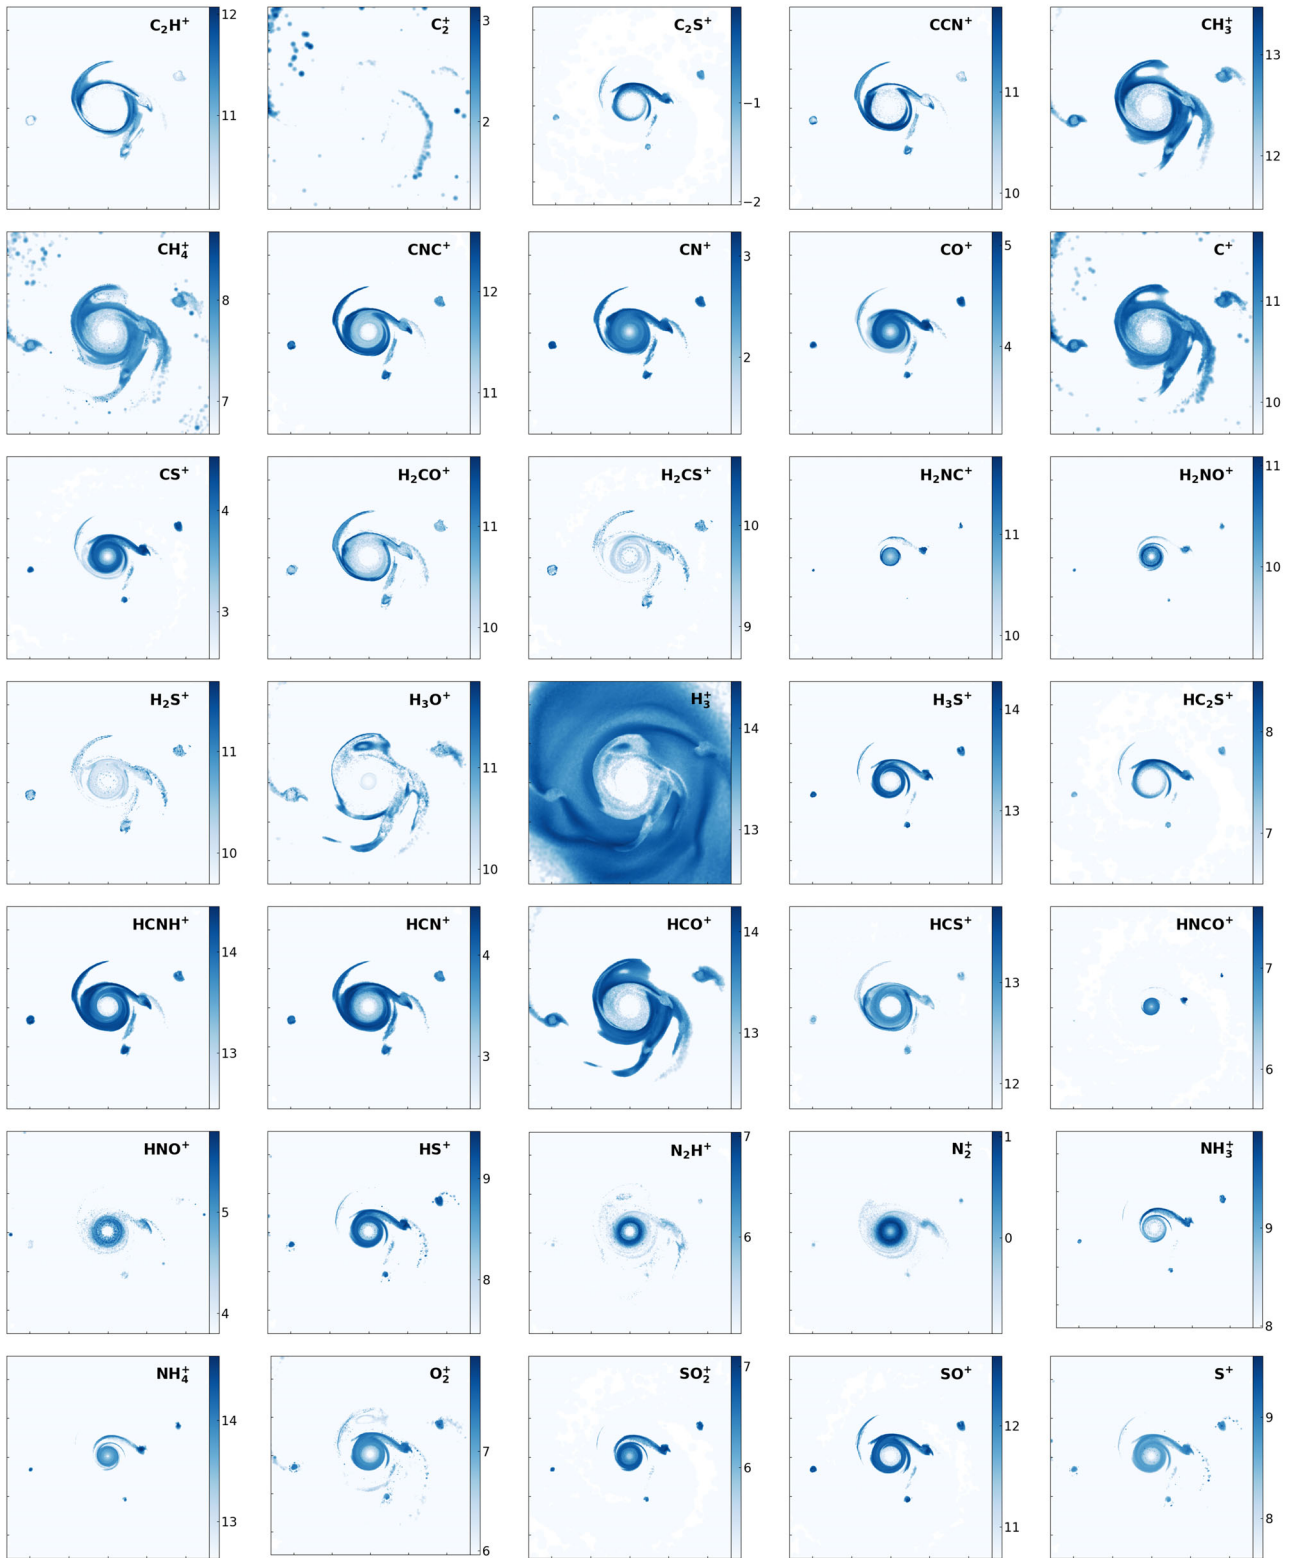 C₂H⁺ 12 11
C₂⁺ 3 2
C₂S⁺ −1 −2
CCN⁺ 11 10
CH₃⁺ 13 12
CH₄⁺ 8 7
CNC⁺ 12 11
CN⁺ 3 2
CO⁺ 5 4
C⁺ 11 10
CS⁺ 4 3
H₂CO⁺ 11 10
H₂CS⁺ 10 9
H₂NC⁺ 11 10
H₂NO⁺ 11 10
H₂S⁺ 11 10
H₃O⁺ 11 10
H₃⁺ 14 13
H₃S⁺ 14 13
HC₂S⁺ 8 7
HCNH⁺ 14 13
HCN⁺ 4 3
HCO⁺ 14 13
HCS⁺ 13 12
HNCO⁺ 7 6
HNO⁺ 5 4
HS⁺ 9 8
N₂H⁺ 7 6
N₂⁺ 1 0
NH₃⁺ 9 8
NH₄⁺ 14 13
O₂⁺ 7 6
SO₂⁺ 7 6
SO⁺ 12 11
S⁺ 9 8